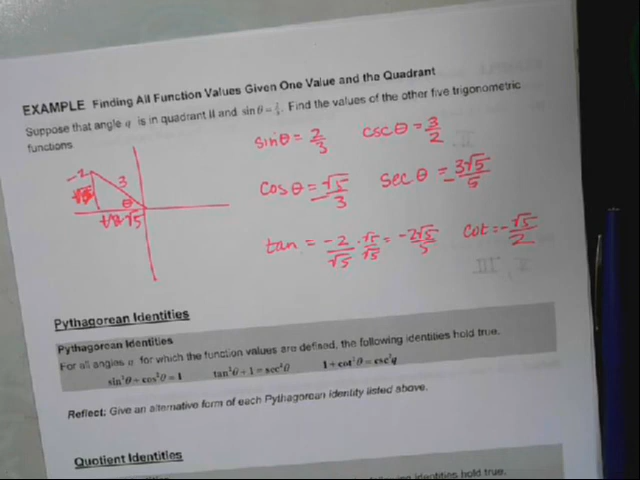 EXAMPLE Finding All Function Values Given One Value and the Quadrant
Suppose that angle q is in quadrant II and sin θ = 2/3. Find the values of the other five trigonometric
functions
sinθ = 2/3 cscθ = 3/2
3
θ
cosθ = -√5/3 sec θ = -3√5/5
tan = -2/√5 · √5/√5 = -2√5/5 cot = -√5/2
Pythagorean Identities
Pythagorean Identities
For all angles q for which the function values are defined, the following identities hold true.
sin²θ + cos²θ = 1 tan²θ + 1 = sec²θ 1 + cot²θ = csc²q
Reflect: Give an alternative form of each Pythagorean identity listed above.
Quotient Identities
identities hold true.